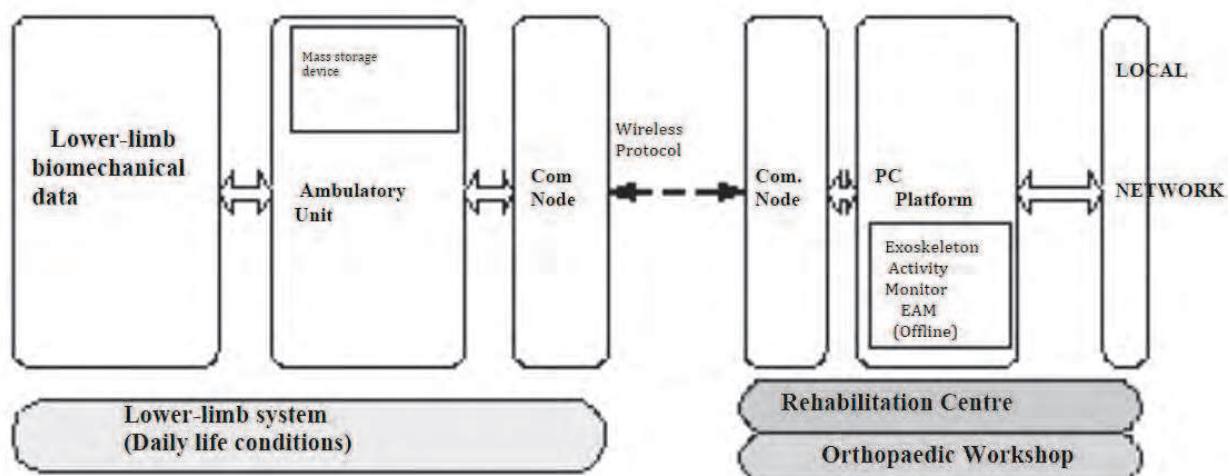 Lower-limb
biomechanical
data
Mass storage
device
Ambulatory
Unit
Com
Node
Wireless
Protocol
Com.
Node
PC
Platform
Exoskeleton
Activity
Monitor
EAM
(Offline)
LOCAL
NETWORK
Lower-limb system
(Daily life conditions)
Rehabilitation Centre
Orthopaedic Workshop